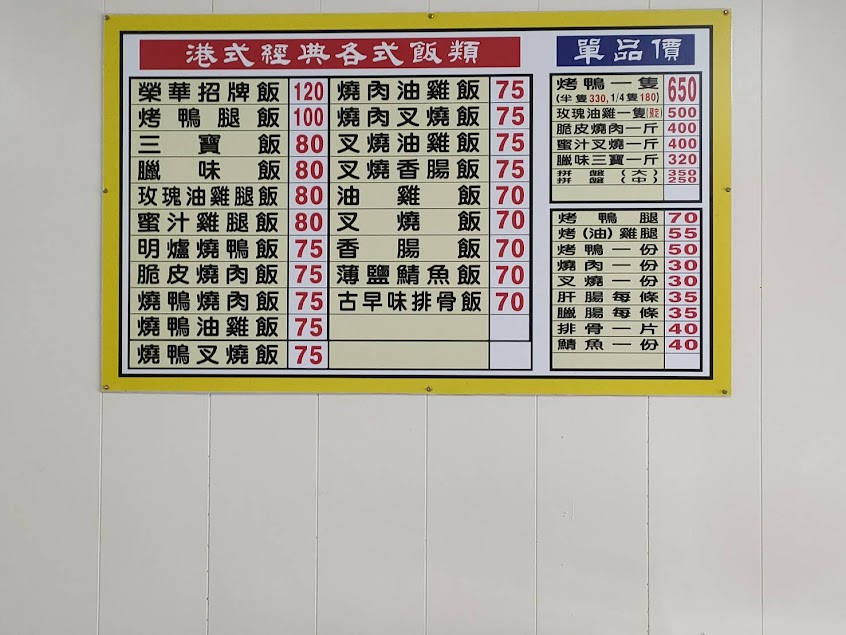 港式經典各式飯類
榮華招牌飯 120
烤鴨腿飯 100
三寶飯 80
臘味飯 80
玫瑰油雞腿飯 80
蜜汁雞腿飯 80
明爐燒鴨飯 75
脆皮燒肉飯 75
燒鴨燒肉飯 75
燒鴨油雞飯 75
燒鴨叉燒飯 75
燒肉油雞飯 75
燒肉叉燒飯 75
叉燒油雞飯 75
叉燒香腸飯 75
油雞飯 70
叉燒飯 70
香腸飯 70
薄鹽鯖魚飯 70
古早味排骨飯 70
單品價
烤鴨一隻 650
(半隻330,1/4隻180)
玫瑰油雞一隻(預定) 500
脆皮燒肉一斤 400
蜜汁叉燒一斤 400
臘味三寶一斤 320
拼盤(大) 350
拼盤(中) 250
烤鴨腿 70
烤(油)雞腿 55
烤鴨一份 50
燒肉一份 30
叉燒一份 30
肝腸每條 35
臘腸每條 35
排骨一片 40
鯖魚一份 40